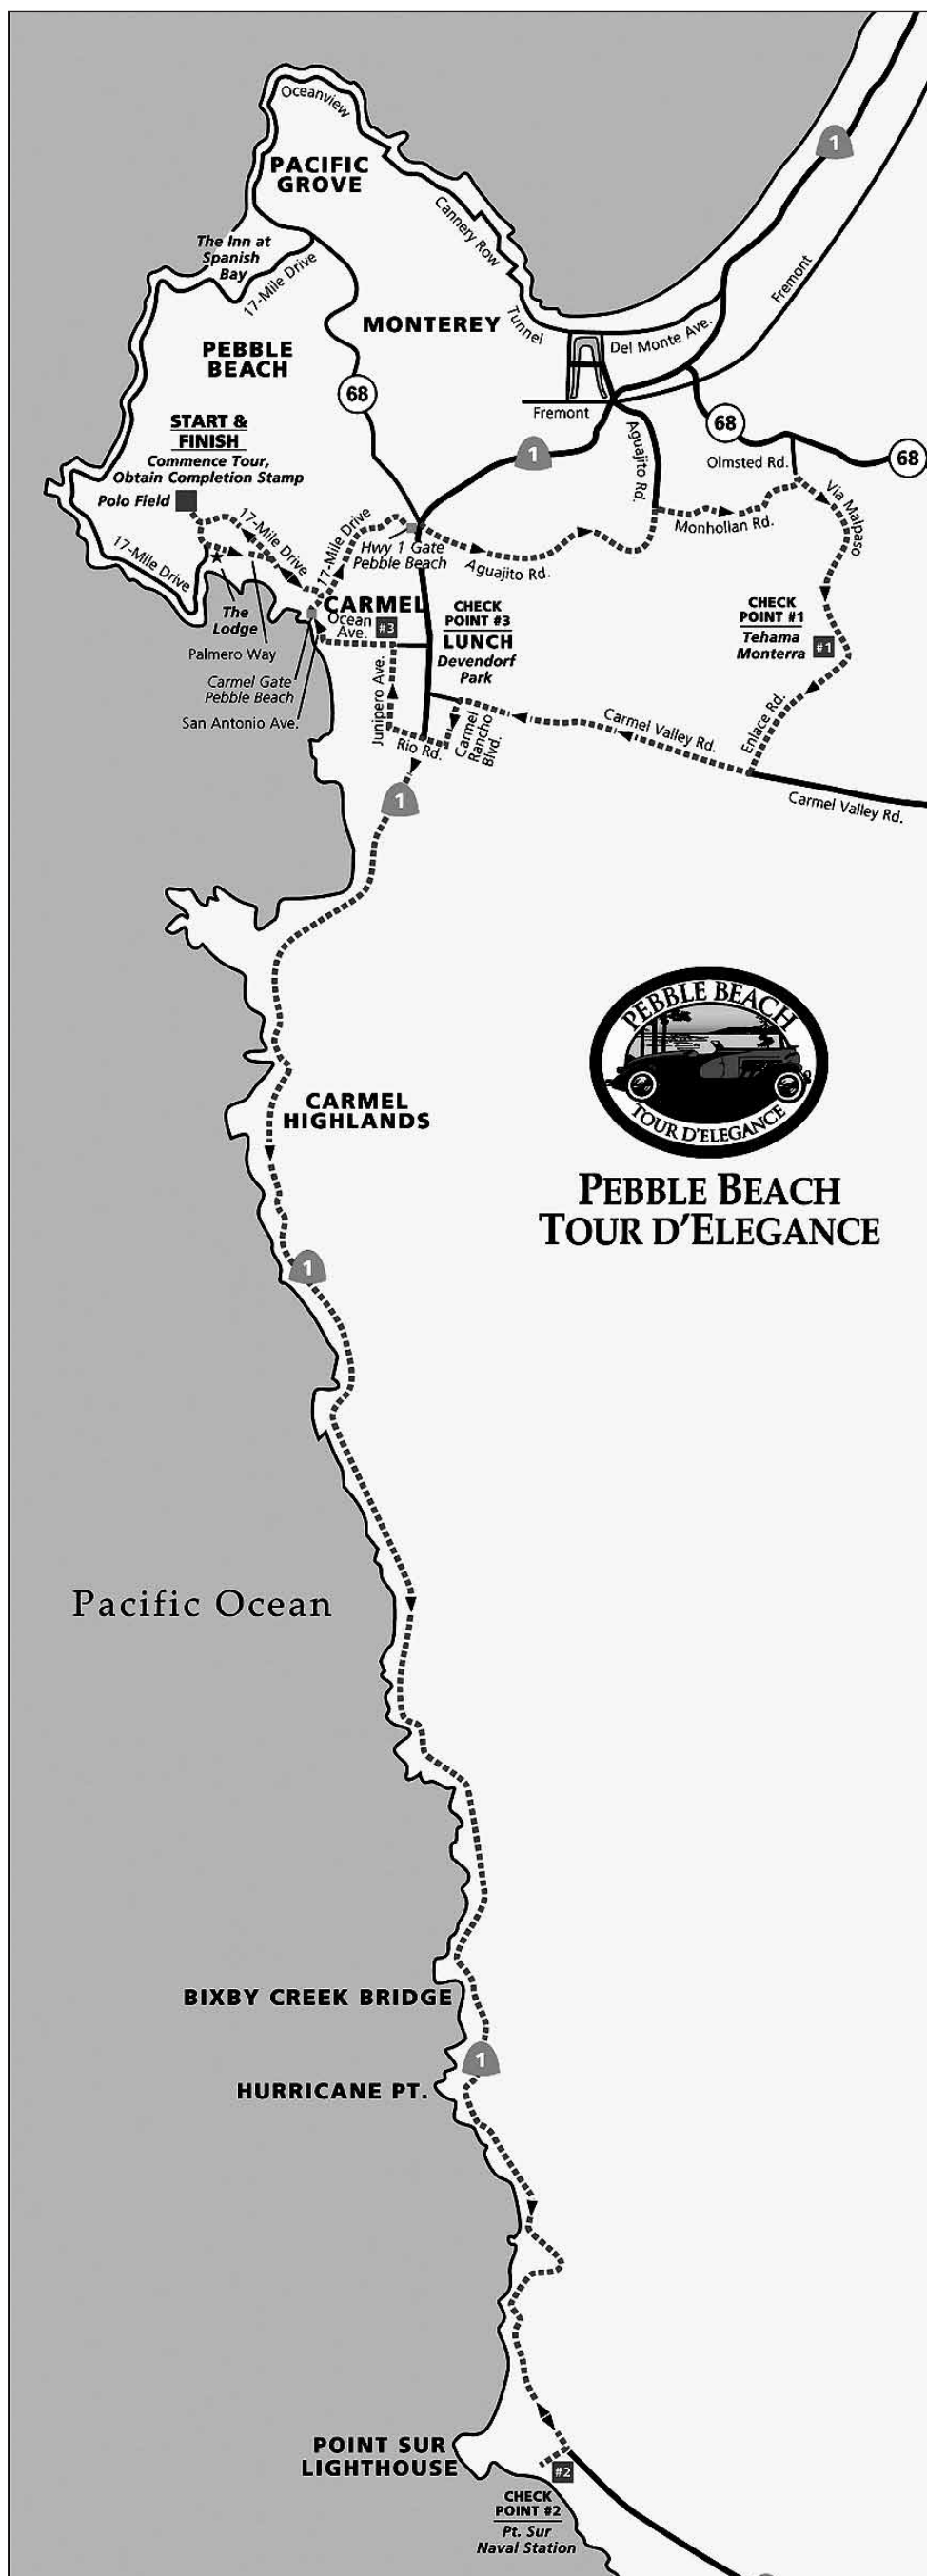 Oceanview
1
PACIFIC
GROVE
Cannery Row
The Inn at
Spanish
Bay
17-Mile Drive
Fremont
MONTEREY
Tunnel
Del Monte Ave.
PEBBLE
BEACH
68
Fremont
START &
FINISH
Commence Tour,
Obtain Completion Stamp
Polo Field
1
Aguajito Rd.
68
Olmsted Rd.
68
Via Malpaso
17-Mile Drive
17-Mile Drive
17-Mile Drive
Hwy 1 Gate
Pebble Beach
Aguajito Rd.
Monhollan Rd.
The
Lodge
Palmero Way
Carmel Gate
Pebble Beach
San Antonio Ave.
CARMEL
Ocean
Ave.
#3
CHECK
POINT #3
LUNCH
Devendorf
Park
CHECK
POINT #1
Tehama
Monterra
#1
Junipero Ave.
Rio Rd.
Carmel
Rancho
Blvd.
Carmel Valley Rd.
Enlace Rd.
Carmel Valley Rd.
1
PEBBLE BEACH
TOUR D'ELEGANCE
CARMEL
HIGHLANDS
PEBBLE BEACH
TOUR D'ELEGANCE
1
Pacific Ocean
BIXBY CREEK BRIDGE
1
HURRICANE PT.
POINT SUR
LIGHTHOUSE
#2
CHECK
POINT #2
Pt. Sur
Naval Station